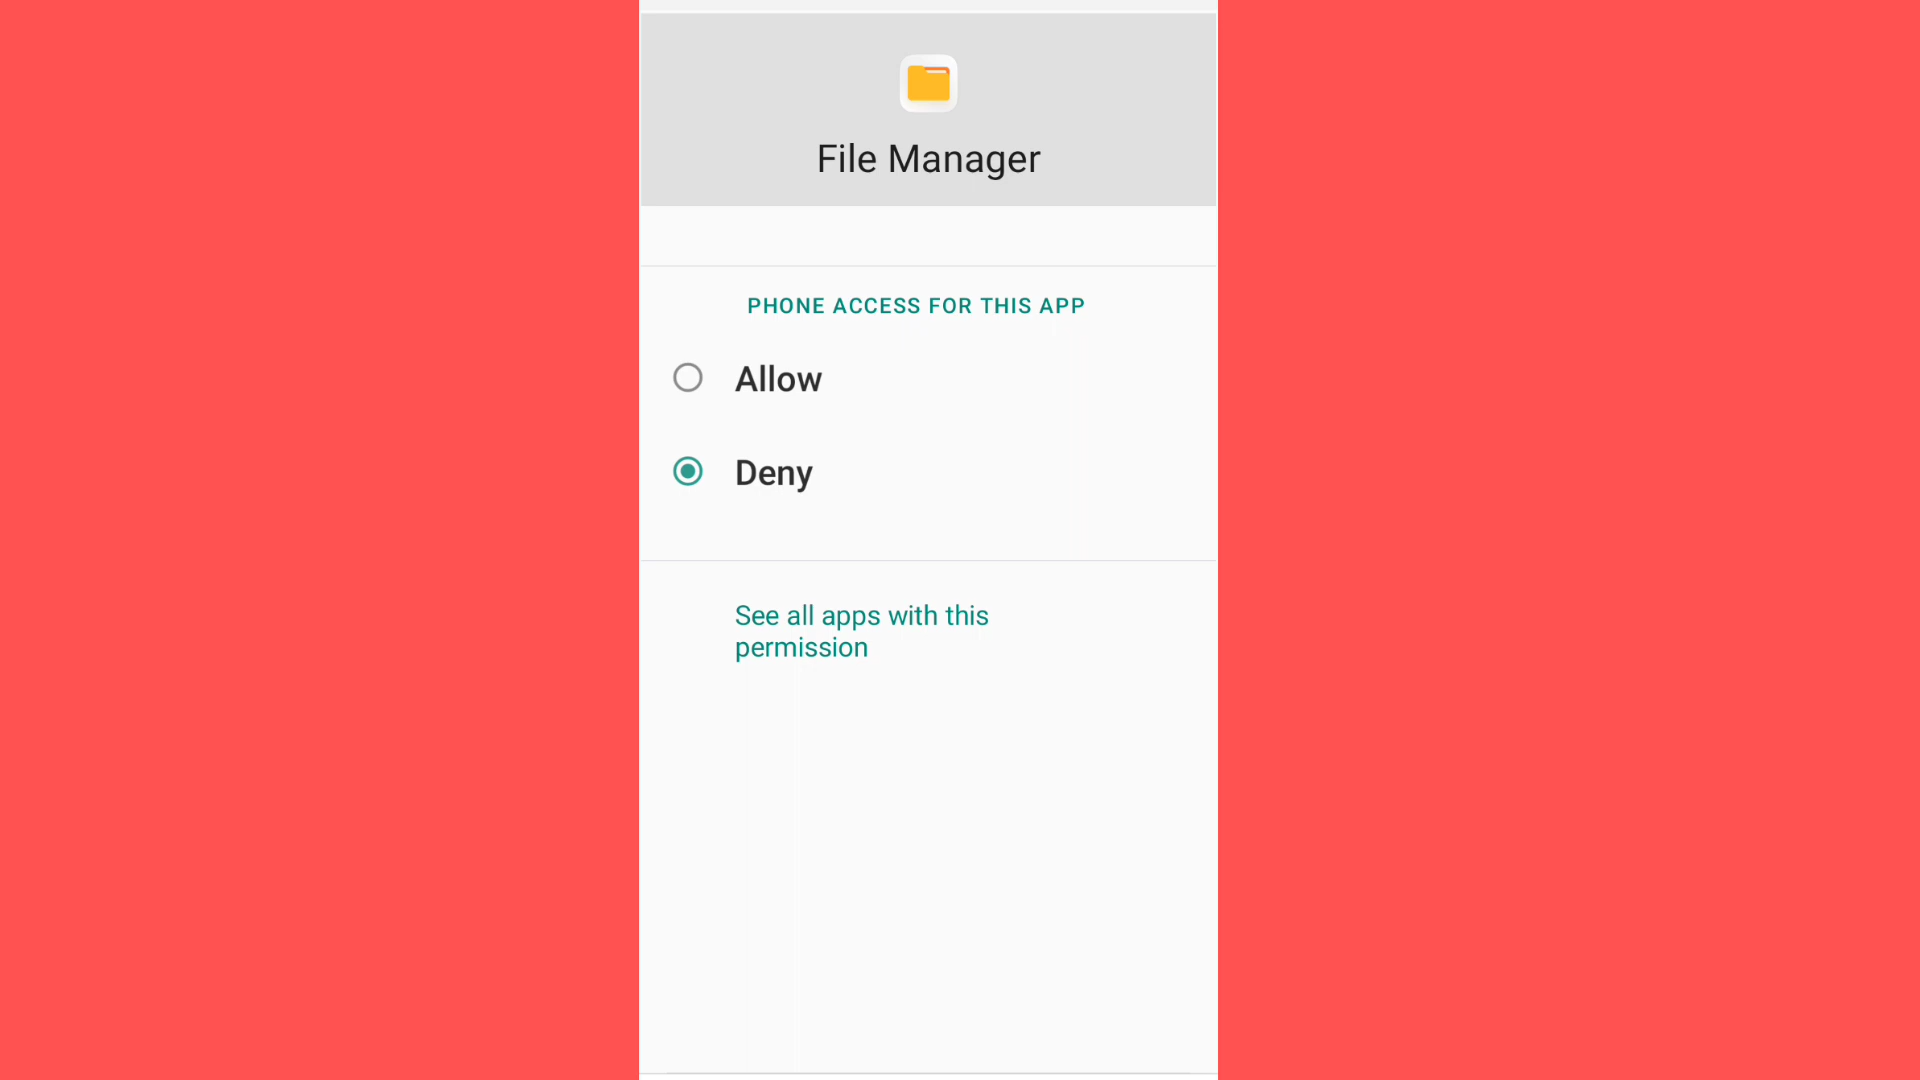 File Manager
PHONE ACCESS FOR THIS APP
Allow
Deny
See all apps with this
permission